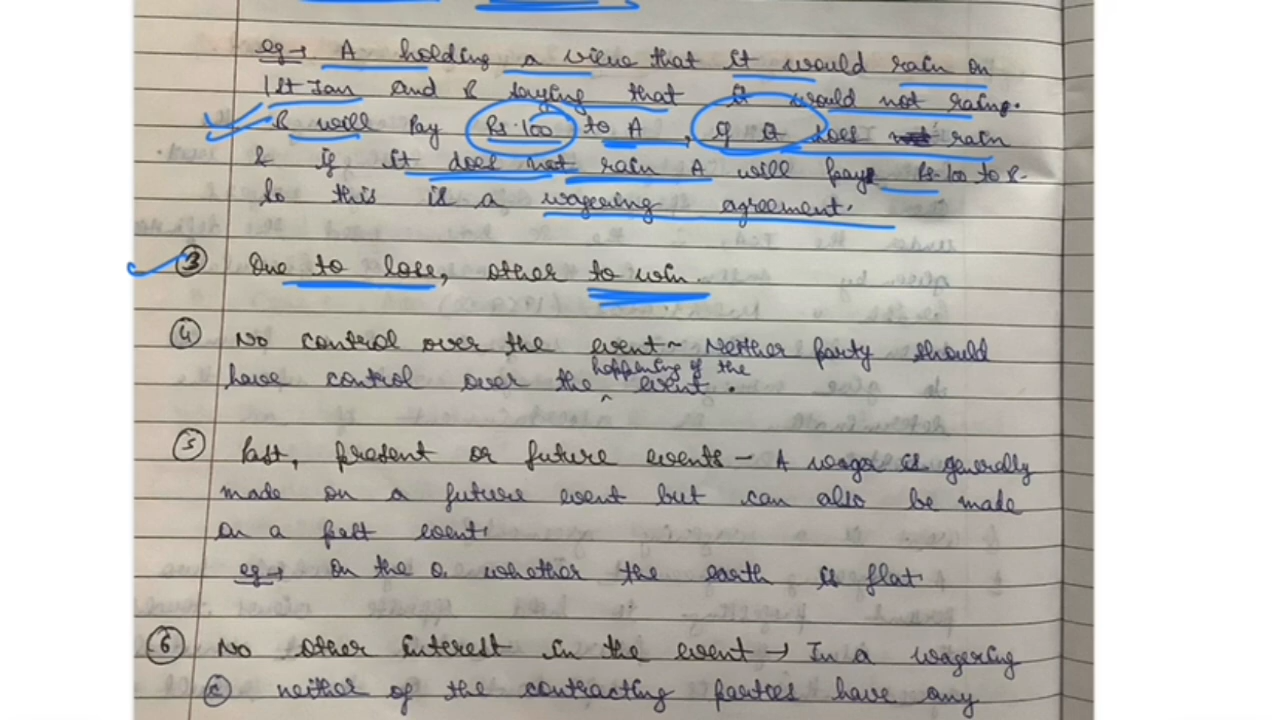 eg → A holding a view that it would rain on
1st Jan and B saying that it would not raing.
B will Pay Rs.100 to A , if it does rain
& if it does not rain A will pay Rs.100 to B.
So this is a wagering agreement.
③ One to lose, other to win.
④ No control over the event ~ Neither party should
have control over the happening of the event .
⑤ Past, present or future events - A wager is generally
made on a future event but can also be made
on a past event.
eg → On the Q. whether the earth is flat.
⑥ No other interest in the event → In a wagering
ⓒ neither of the contracting parties have any